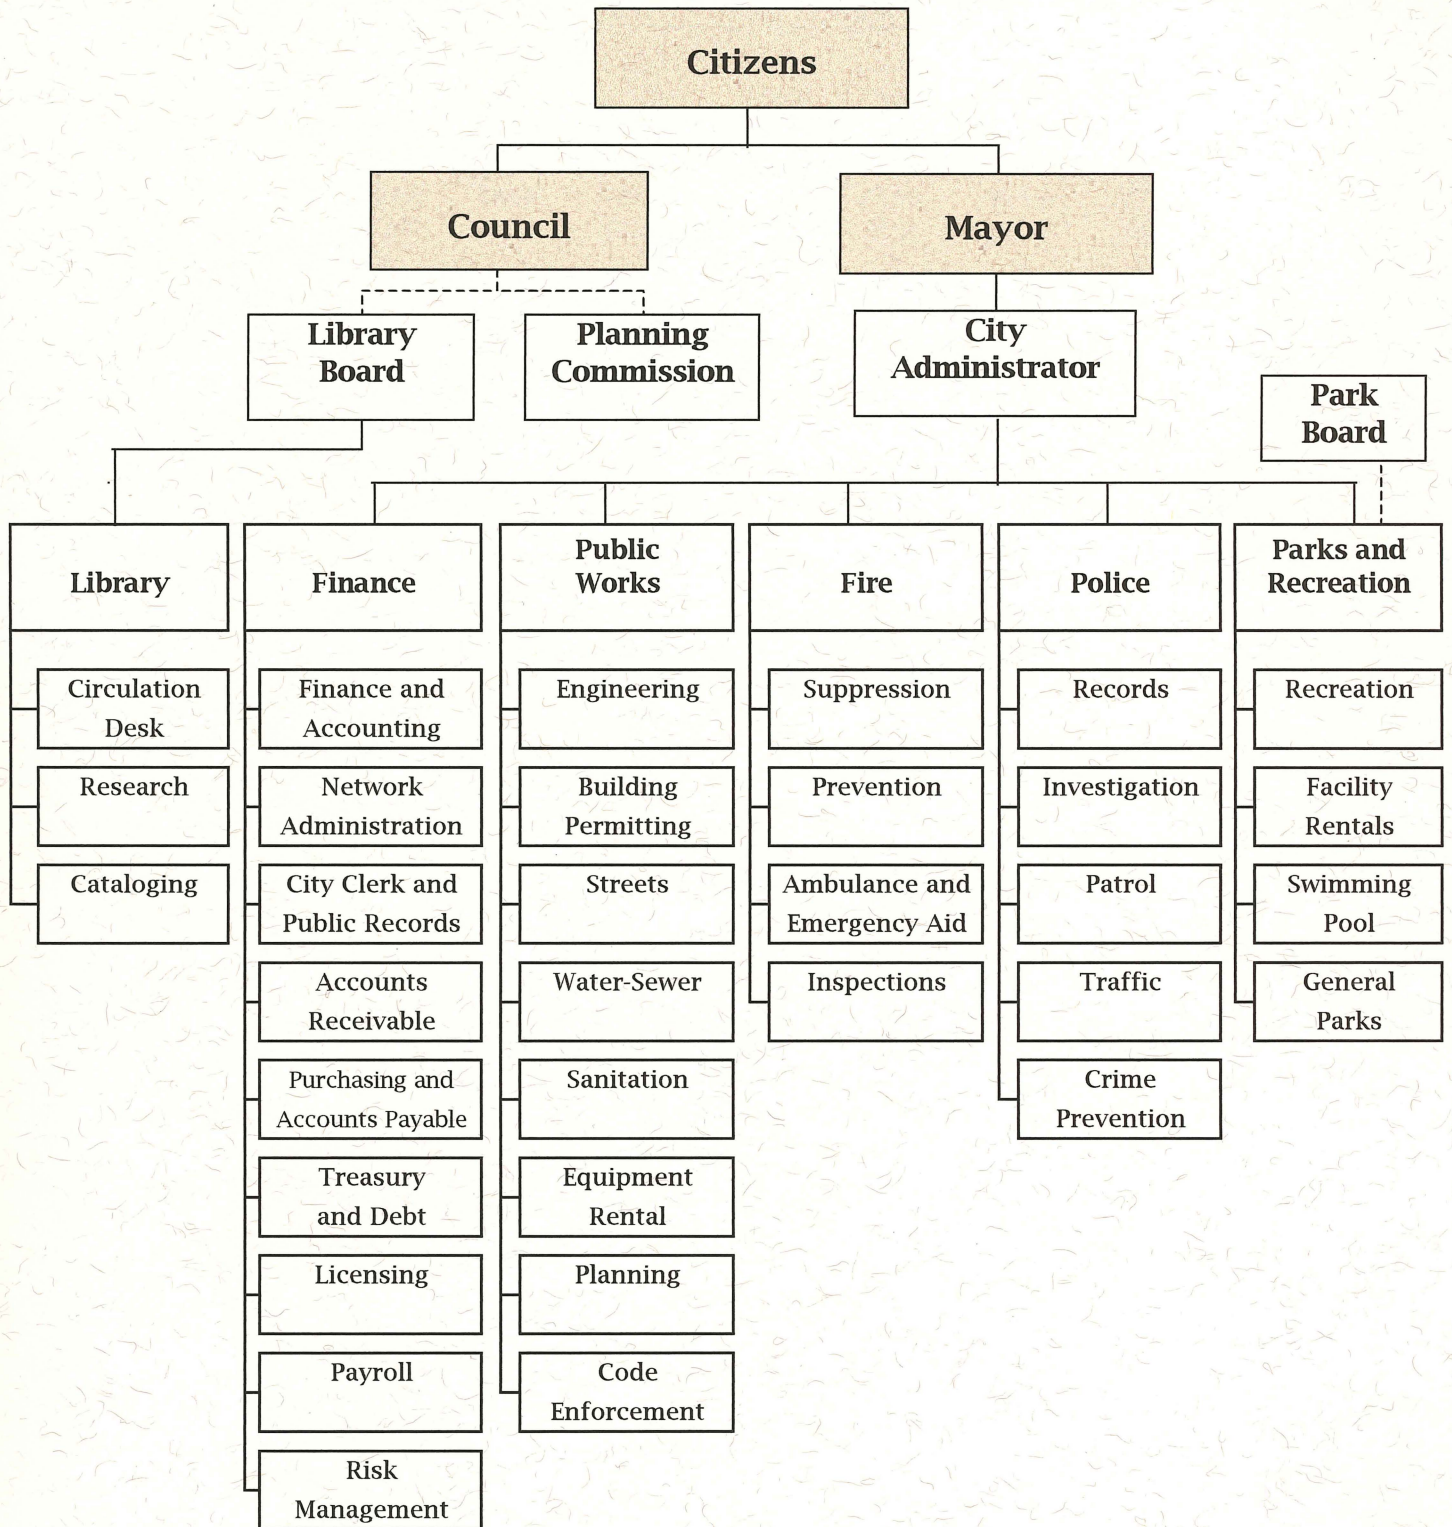 Citizens
Council
Mayor
Library
Board
Planning
Commission
City
Administrator
Park
Board
Library
Finance
Public
Works
Fire
Police
Parks and
Recreation
Circulation
Desk
Research
Cataloging
Finance and
Accounting
Network
Administration
City Clerk and
Public Records
Accounts
Receivable
Purchasing and
Accounts Payable
Treasury
and Debt
Licensing
Payroll
Risk
Management
Engineering
Building
Permitting
Streets
Water-Sewer
Sanitation
Equipment
Rental
Planning
Code
Enforcement
Suppression
Prevention
Ambulance and
Emergency Aid
Inspections
Records
Investigation
Patrol
Traffic
Crime
Prevention
Recreation
Facility
Rentals
Swimming
Pool
General
Parks